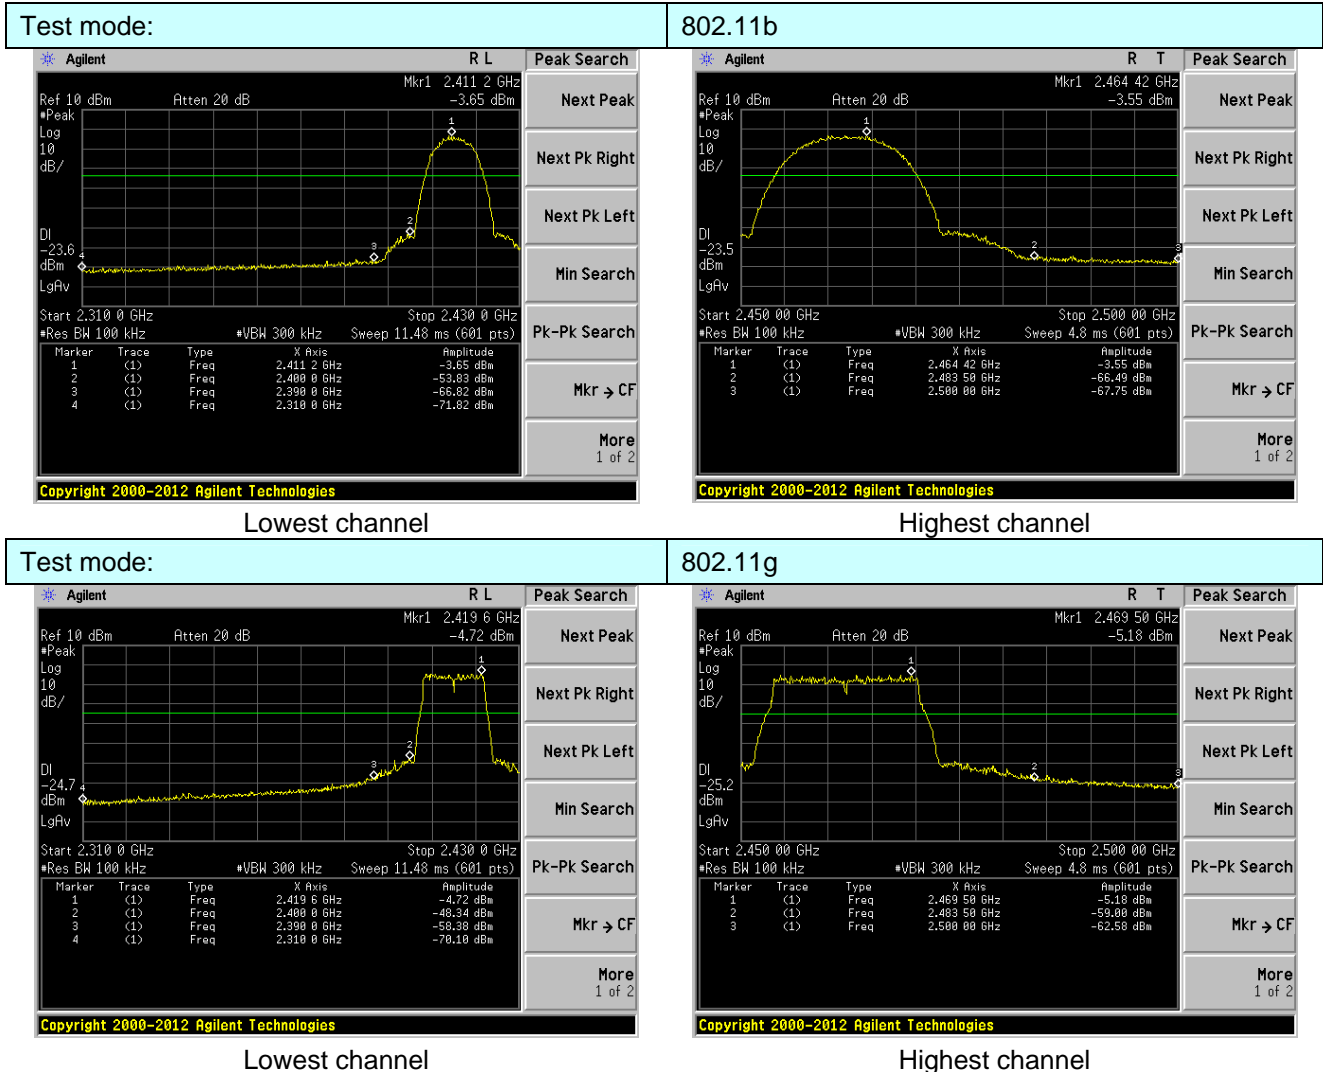 Test mode: 802.11b
Agilent R L Peak Search
Mkr1 2.411 2 GHz
Ref 10 dBm Atten 20 dB -3.65 dBm
#Peak
Log
10
dB/
1
2
3
4
DI
-23.6
dBm
LgAv
Start 2.310 0 GHz Stop 2.430 0 GHz
#Res BW 100 kHz #VBW 300 kHz Sweep 11.48 ms (601 pts)
Marker Trace Type X Axis Amplitude
1 (1) Freq 2.411 2 GHz -3.65 dBm
2 (1) Freq 2.400 0 GHz -53.83 dBm
3 (1) Freq 2.390 0 GHz -66.82 dBm
4 (1) Freq 2.310 0 GHz -71.82 dBm
Next Peak
Next Pk Right
Next Pk Left
Min Search
Pk-Pk Search
Mkr → CF
More
1 of 2
Copyright 2000-2012 Agilent Technologies
Lowest channel
Agilent R T Peak Search
Mkr1 2.464 42 GHz
Ref 10 dBm Atten 20 dB -3.55 dBm
#Peak
Log
10
dB/
1
2
3
DI
-23.5
dBm
LgAv
Start 2.450 00 GHz Stop 2.500 00 GHz
#Res BW 100 kHz #VBW 300 kHz Sweep 4.8 ms (601 pts)
Marker Trace Type X Axis Amplitude
1 (1) Freq 2.464 42 GHz -3.55 dBm
2 (1) Freq 2.483 50 GHz -66.49 dBm
3 (1) Freq 2.500 00 GHz -67.75 dBm
Next Peak
Next Pk Right
Next Pk Left
Min Search
Pk-Pk Search
Mkr → CF
More
1 of 2
Copyright 2000-2012 Agilent Technologies
Highest channel
Test mode: 802.11g
Agilent R L Peak Search
Mkr1 2.419 6 GHz
Ref 10 dBm Atten 20 dB -4.72 dBm
#Peak
Log
10
dB/
1
2
3
4
DI
-24.7
dBm
LgAv
Start 2.310 0 GHz Stop 2.430 0 GHz
#Res BW 100 kHz #VBW 300 kHz Sweep 11.48 ms (601 pts)
Marker Trace Type X Axis Amplitude
1 (1) Freq 2.419 6 GHz -4.72 dBm
2 (1) Freq 2.400 0 GHz -48.34 dBm
3 (1) Freq 2.390 0 GHz -58.38 dBm
4 (1) Freq 2.310 0 GHz -70.10 dBm
Next Peak
Next Pk Right
Next Pk Left
Min Search
Pk-Pk Search
Mkr → CF
More
1 of 2
Copyright 2000-2012 Agilent Technologies
Lowest channel
Agilent R T Peak Search
Mkr1 2.469 50 GHz
Ref 10 dBm Atten 20 dB -5.18 dBm
#Peak
Log
10
dB/
1
2
3
DI
-25.2
dBm
LgAv
Start 2.450 00 GHz Stop 2.500 00 GHz
#Res BW 100 kHz #VBW 300 kHz Sweep 4.8 ms (601 pts)
Marker Trace Type X Axis Amplitude
1 (1) Freq 2.469 50 GHz -5.18 dBm
2 (1) Freq 2.483 50 GHz -59.00 dBm
3 (1) Freq 2.500 00 GHz -62.58 dBm
Next Peak
Next Pk Right
Next Pk Left
Min Search
Pk-Pk Search
Mkr → CF
More
1 of 2
Copyright 2000-2012 Agilent Technologies
Highest channel